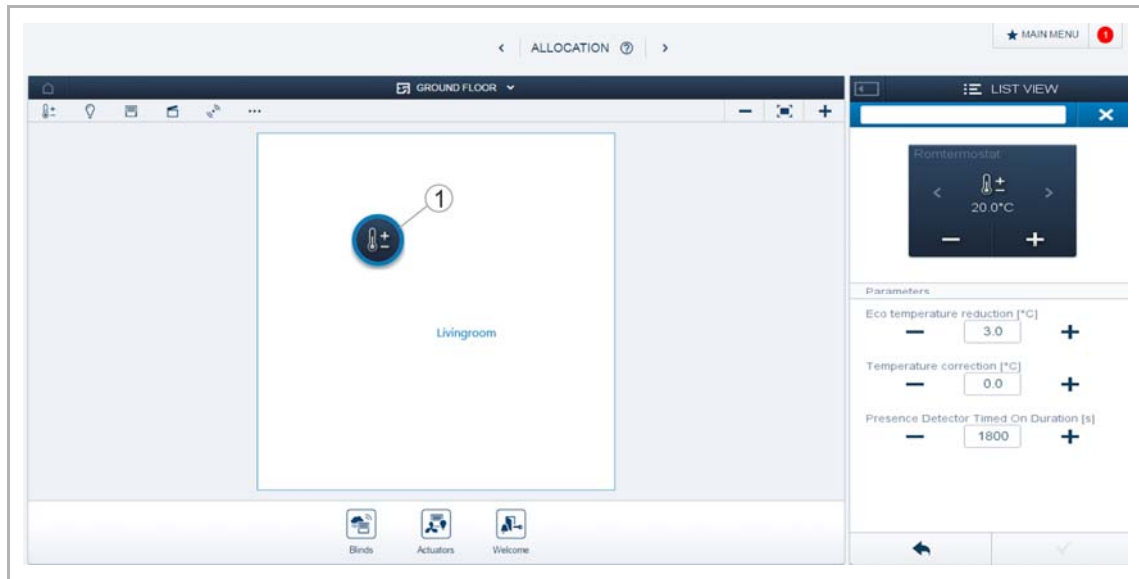 ALLOCATION
MAIN MENU
1
GROUND FLOOR
LIST VIEW
1
Livingroom
Blinds
Actuators
Welcome
Romtermostat
20.0°C
Parameters
Eco temperature reduction [°C]
3.0
Temperature correction [°C]
0.0
Presence Detector Timed On Duration [s]
1800